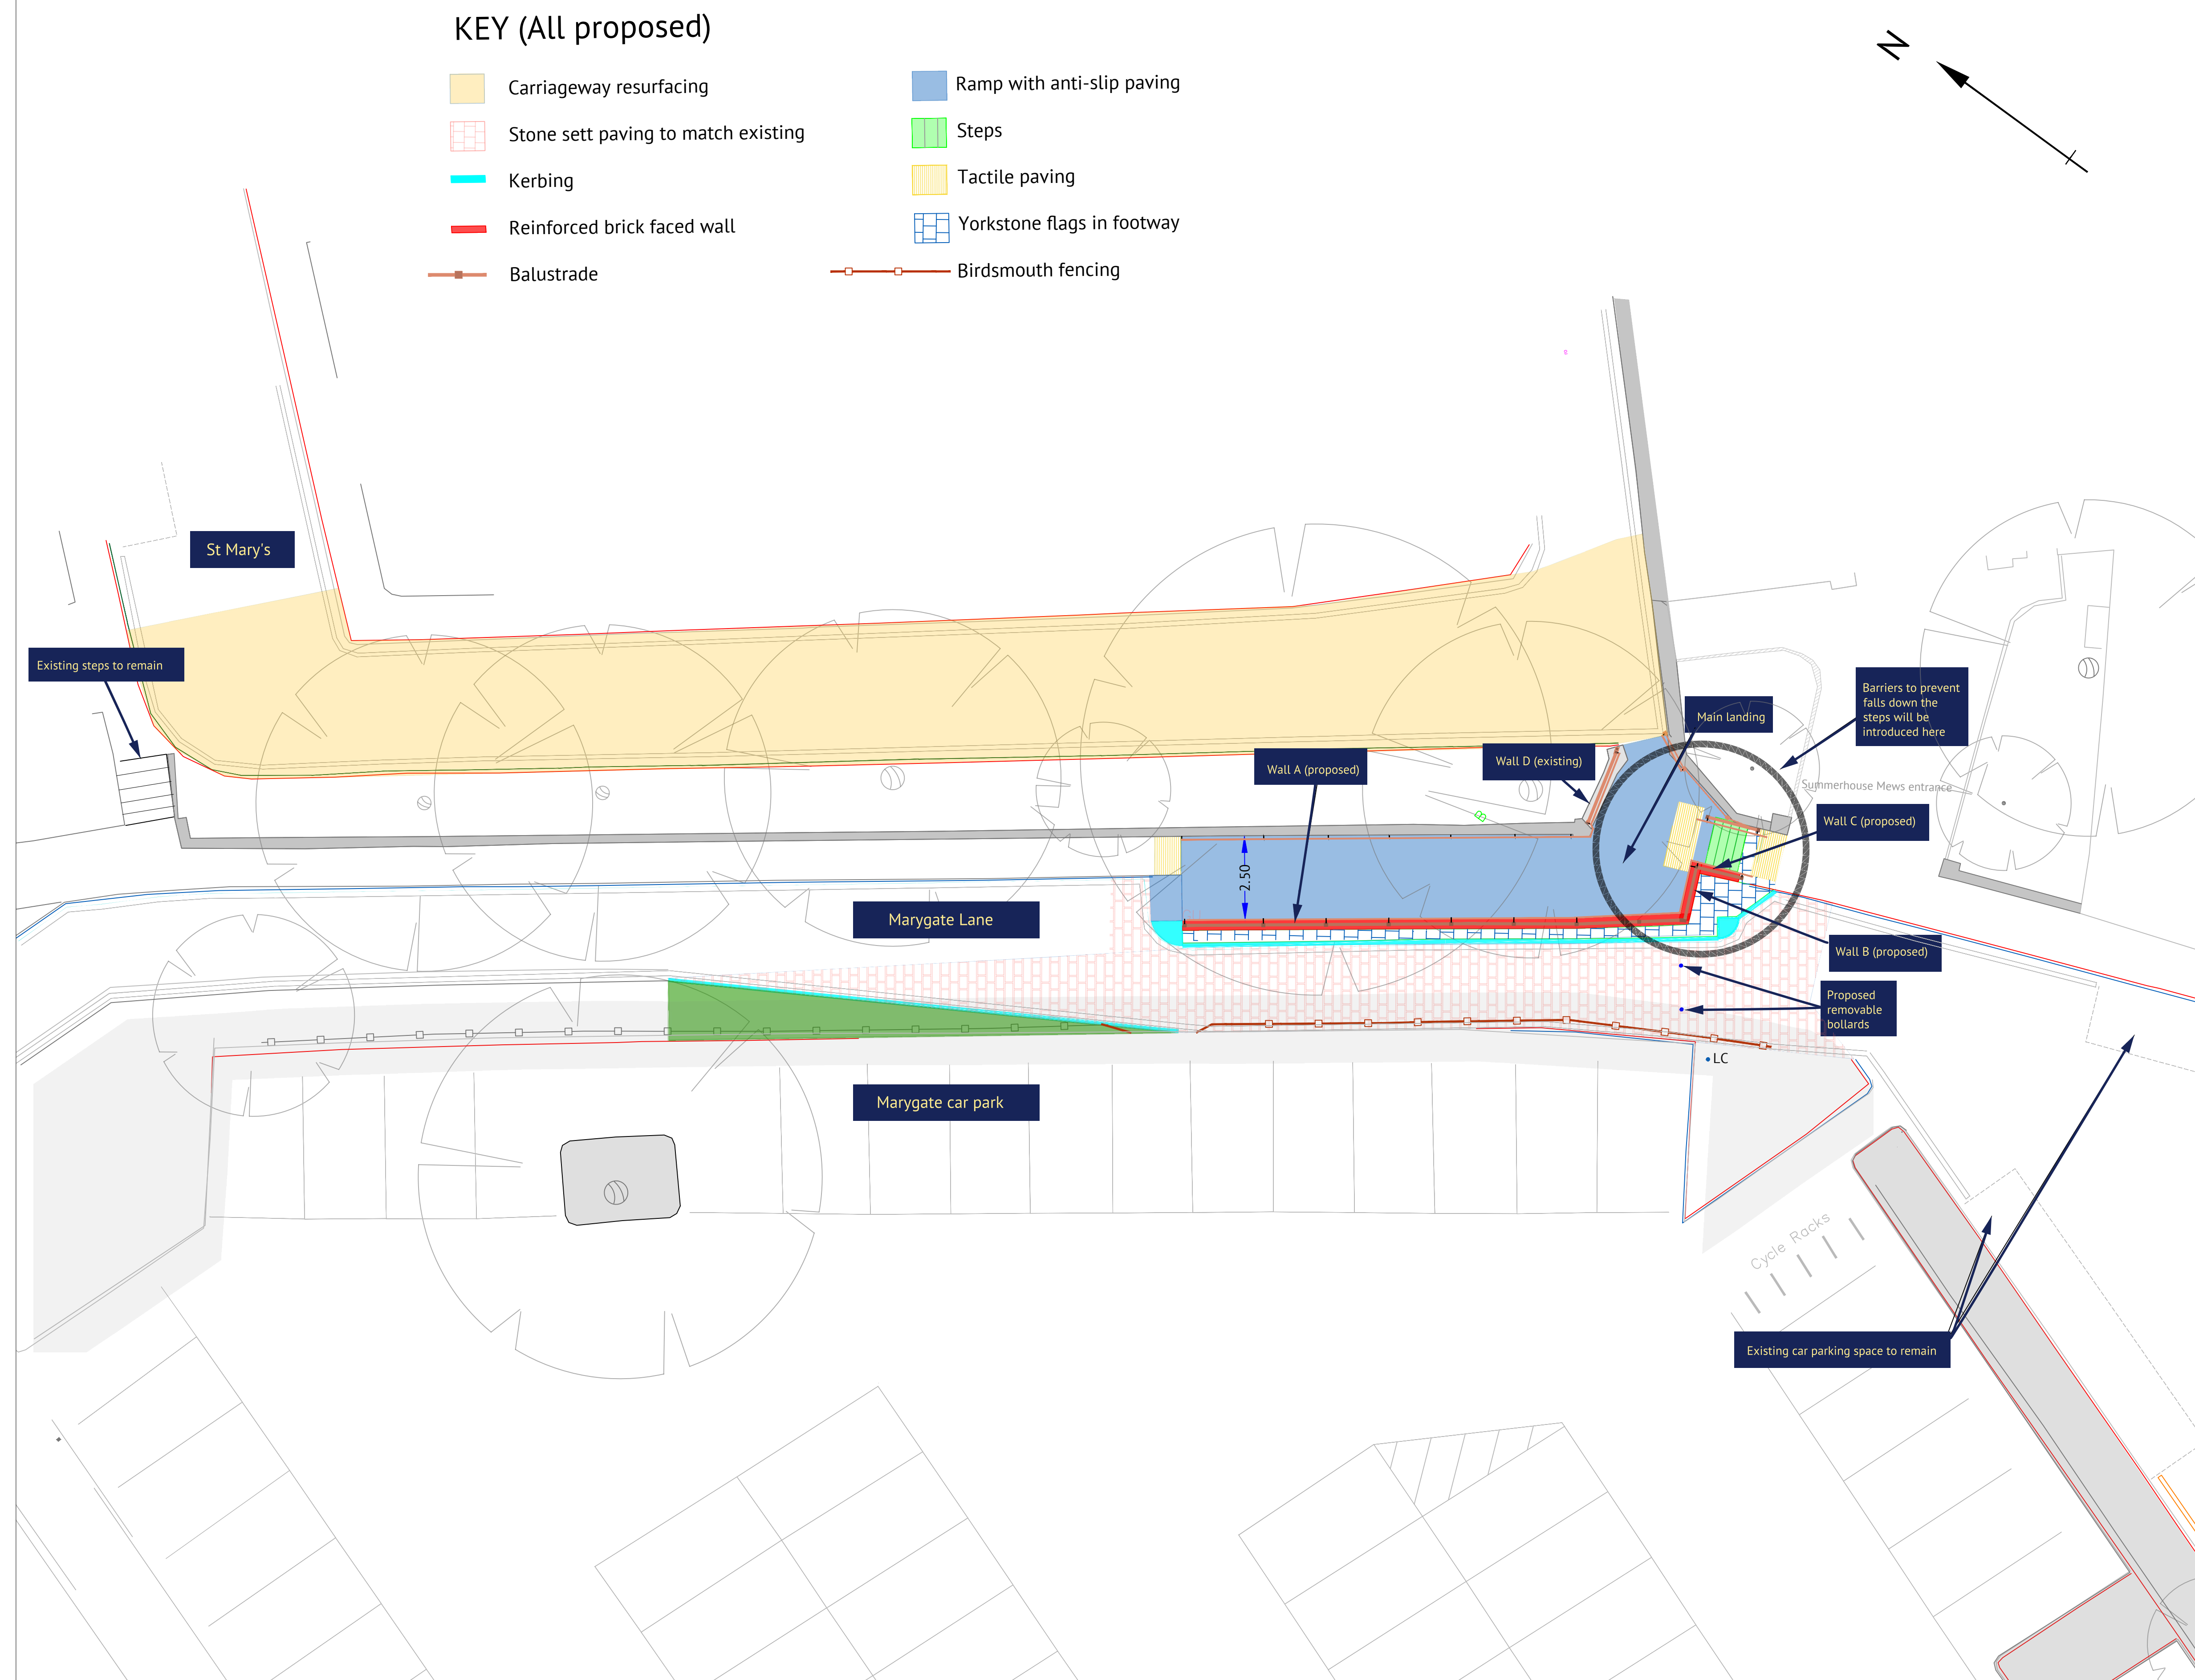 KEY (All proposed)
Carriageway resurfacing
Stone sett paving to match existing
Kerbing
Reinforced brick faced wall
Balustrade
Ramp with anti-slip paving
Steps
Tactile paving
Yorkstone flags in footway
Birdsmouth fencing
N
St Mary's
Existing steps to remain
Main landing
Barriers to prevent
falls down the
steps will be
introduced here
Wall D (existing)
Wall A (proposed)
Summerhouse Mews entrance
Wall C (proposed)
2.50
Marygate Lane
Wall B (proposed)
Proposed
removable
bollards
LC
Marygate car park
Cycle Racks
Existing car parking space to remain